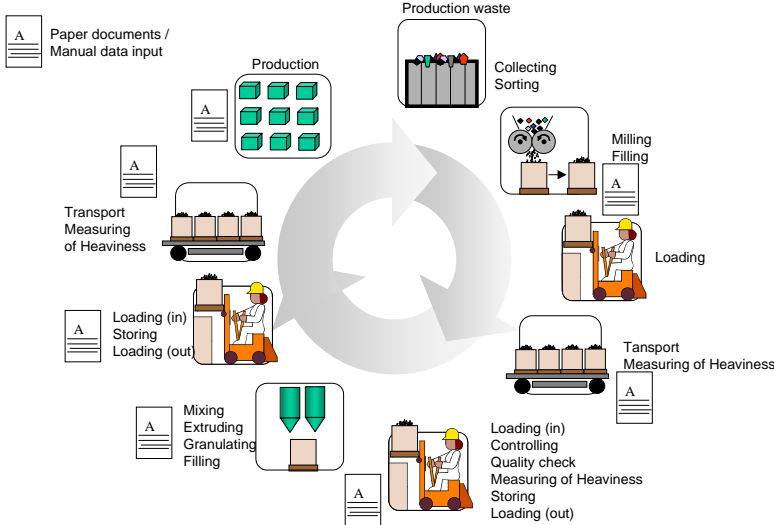 Production waste
A
Paper documents /
Manual data input
Production
Collecting
Sorting
A
Milling
Filling
A
A
Transport
Measuring
of Heaviness
Loading
A
Loading (in)
Storing
Loading (out)
Transport
Measuring of Heaviness
A
A
Mixing
Extruding
Granulating
Filling
Loading (in)
Controlling
Quality check
Measuring of Heaviness
Storing
Loading (out)
A